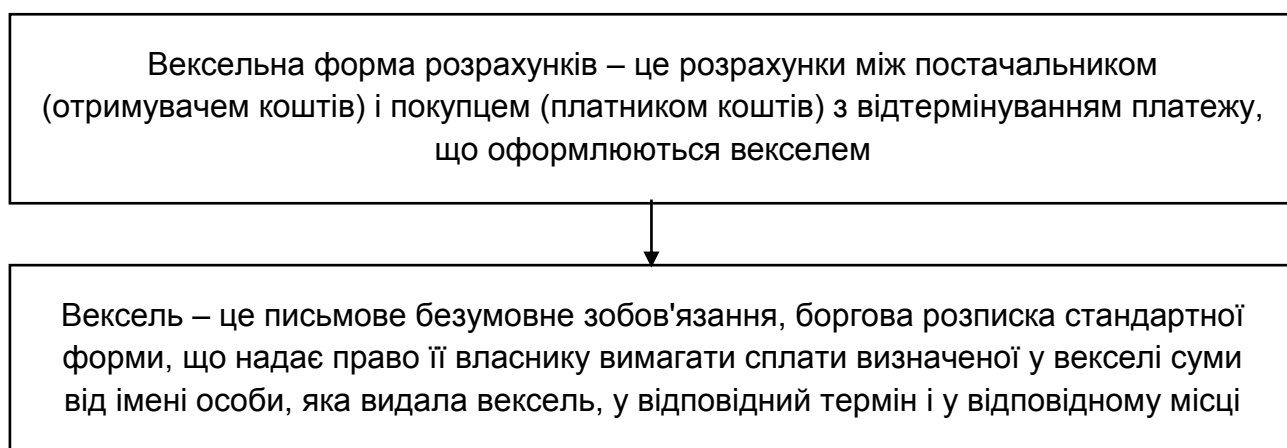 Вексельна форма розрахунків – це розрахунки між постачальником
(отримувачем коштів) і покупцем (платником коштів) з відтермінуванням платежу,
що оформлюються векселем
Вексель – це письмове безумовне зобов'язання, боргова розписка стандартної
форми, що надає право її власнику вимагати сплати визначеної у векселі суми
від імені особи, яка видала вексель, у відповідний термін і у відповідному місці